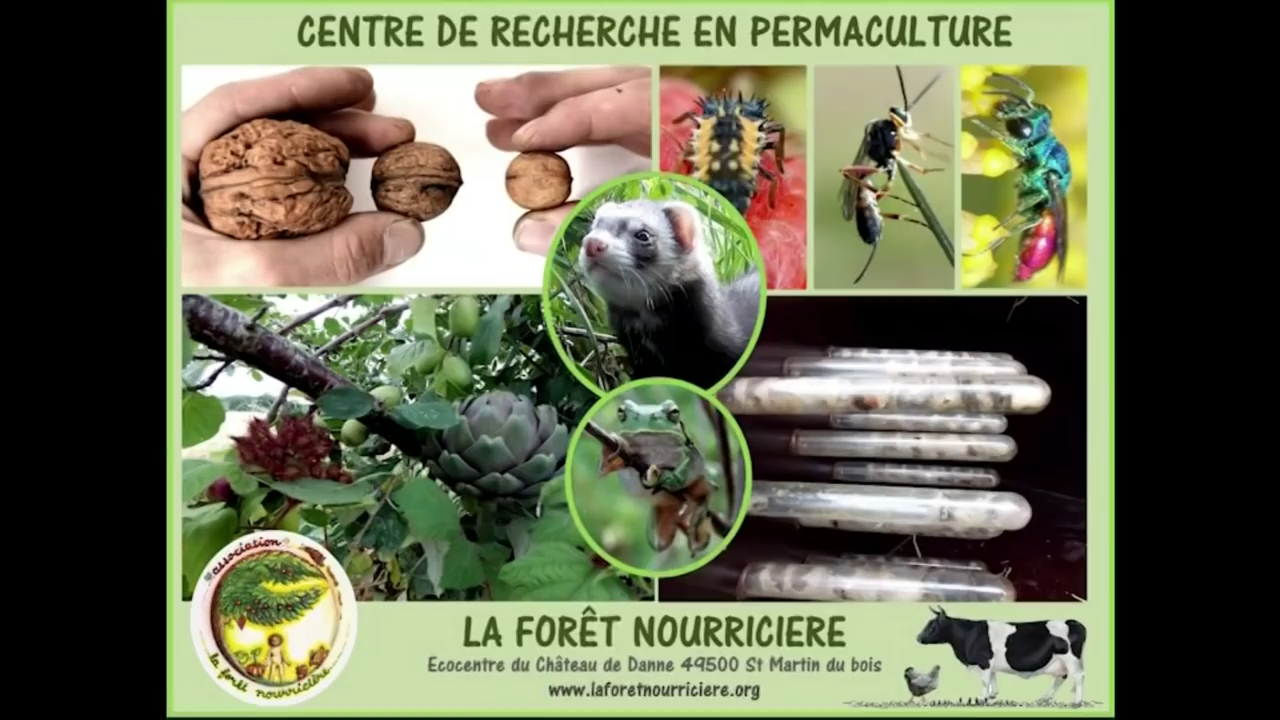 CENTRE DE RECHERCHE EN PERMACULTURE
association
la forêt nourricière
LA FORÊT NOURRICIERE
Ecocentre du Château de Danne 49500 St Martin du bois
www.laforetnourriciere.org